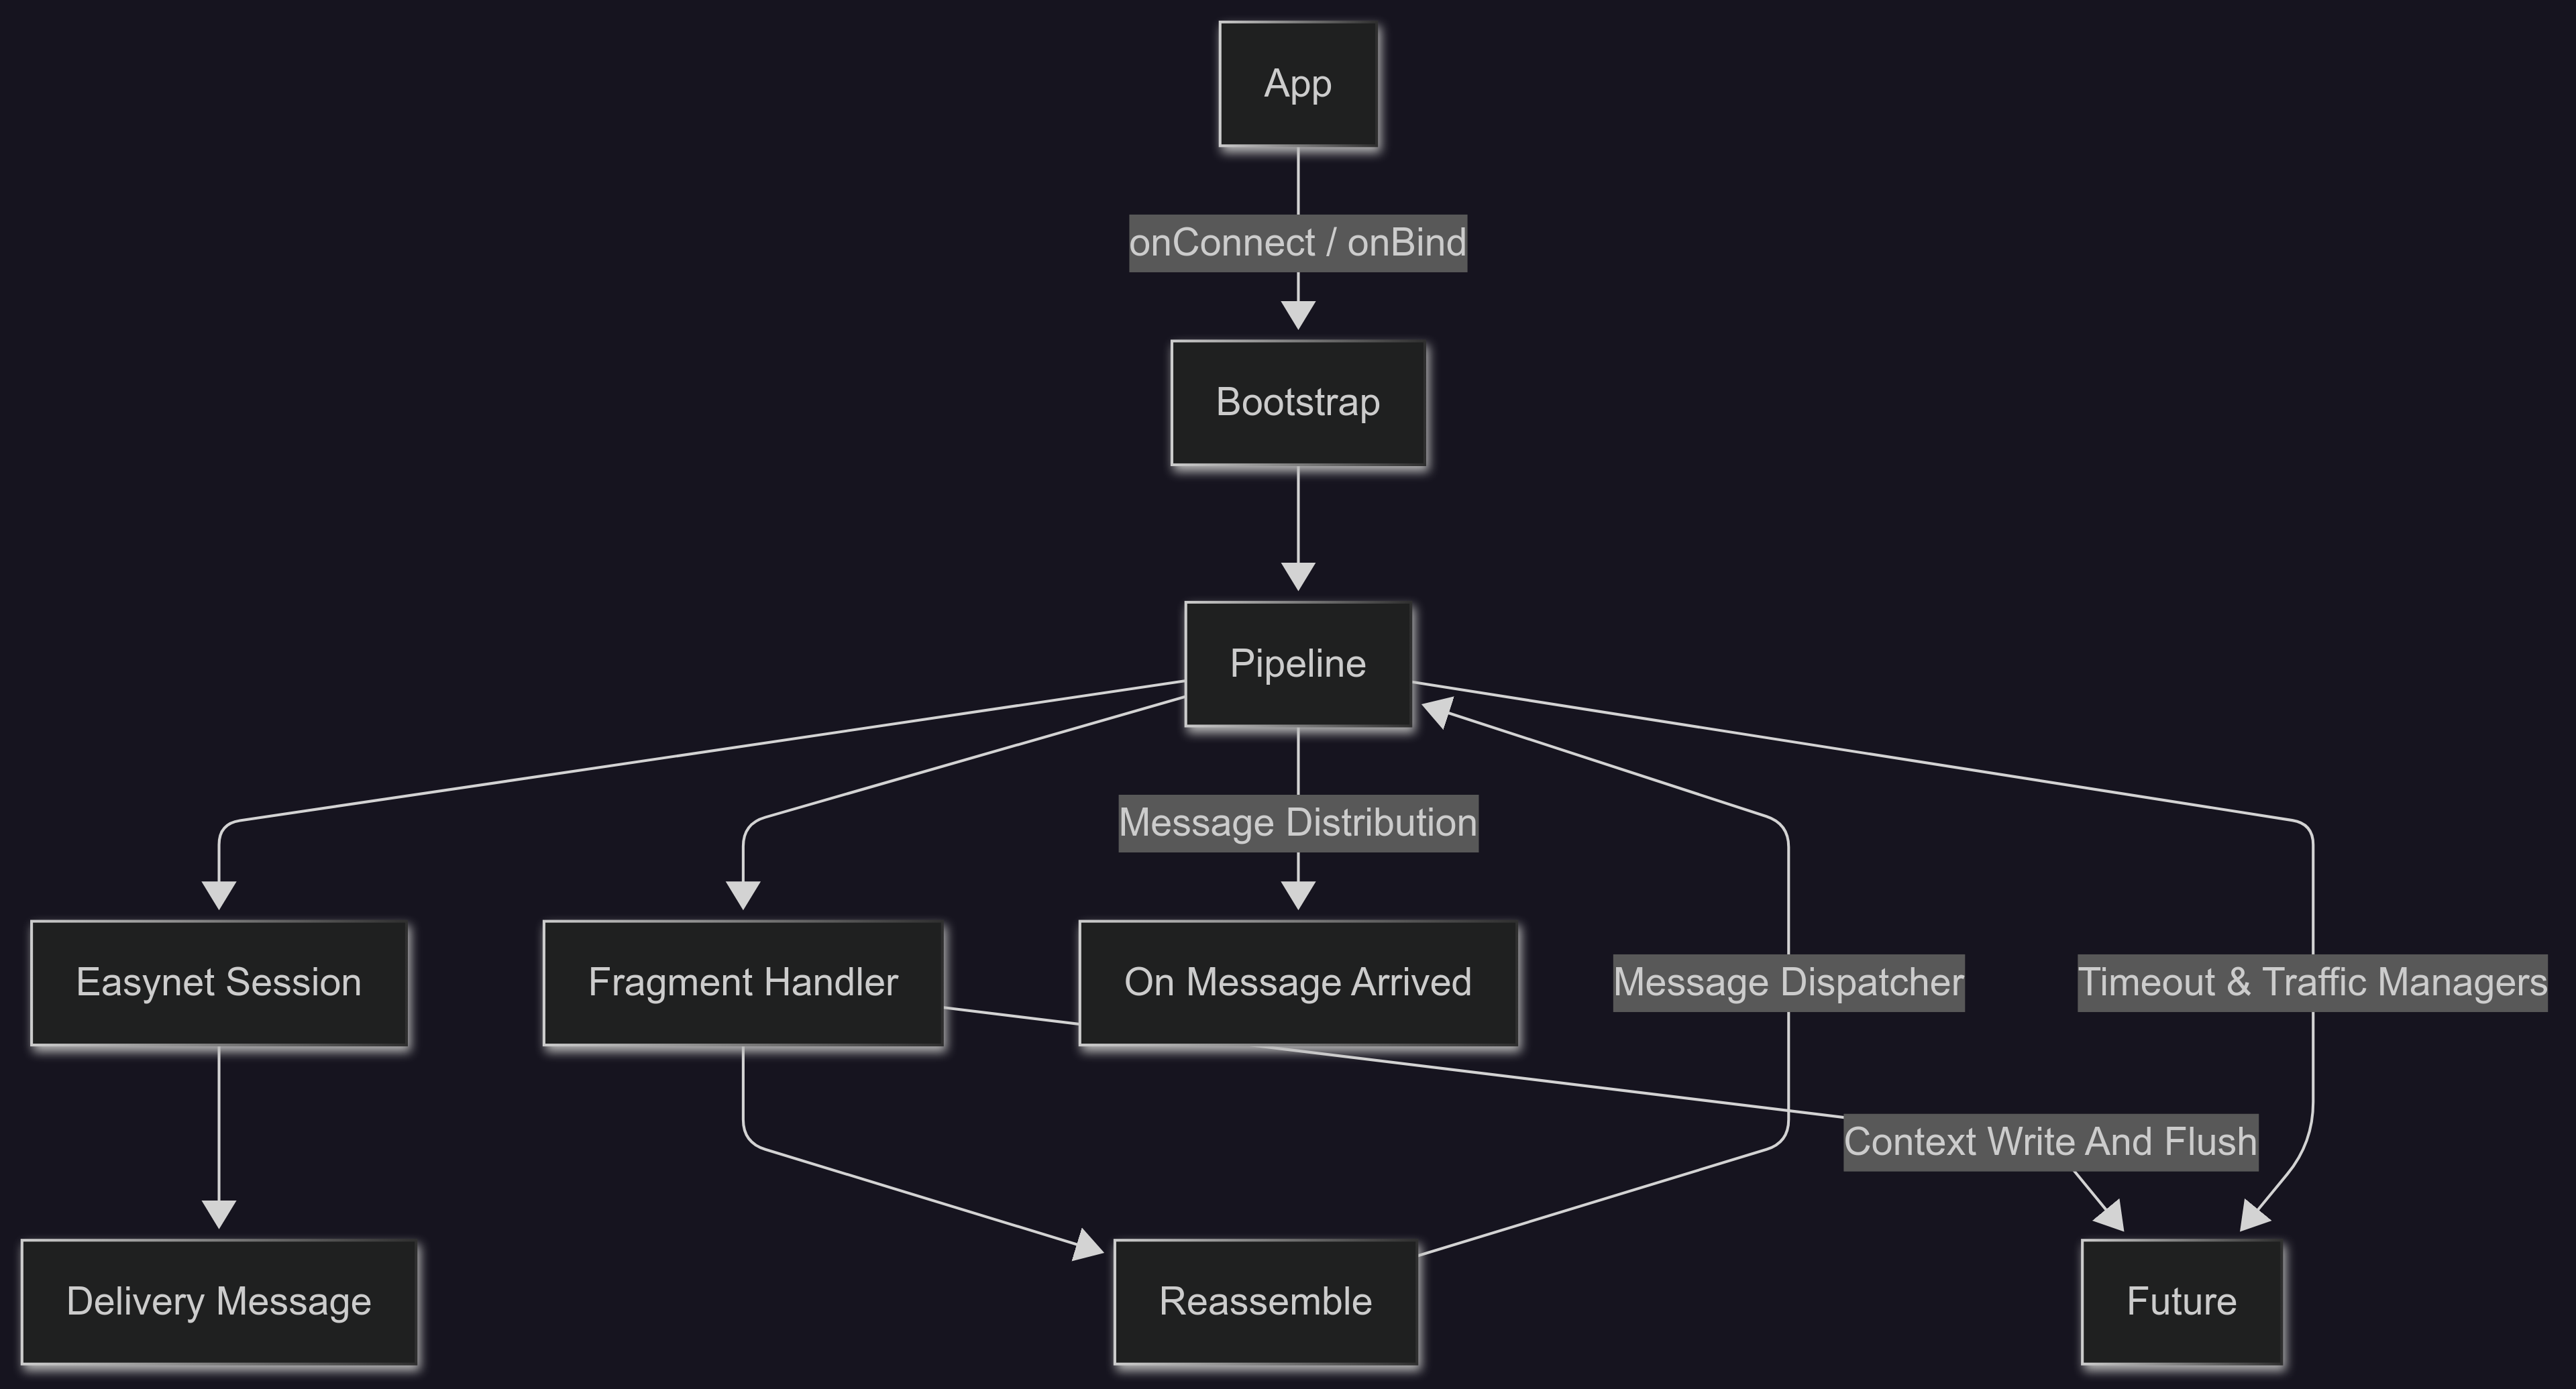 App
onConnect / onBind
Bootstrap
Pipeline
Message Distribution
Easynet Session
Fragment Handler
On Message Arrived
Message Dispatcher
Timeout & Traffic Managers
Context Write And Flush
Delivery Message
Reassemble
Future